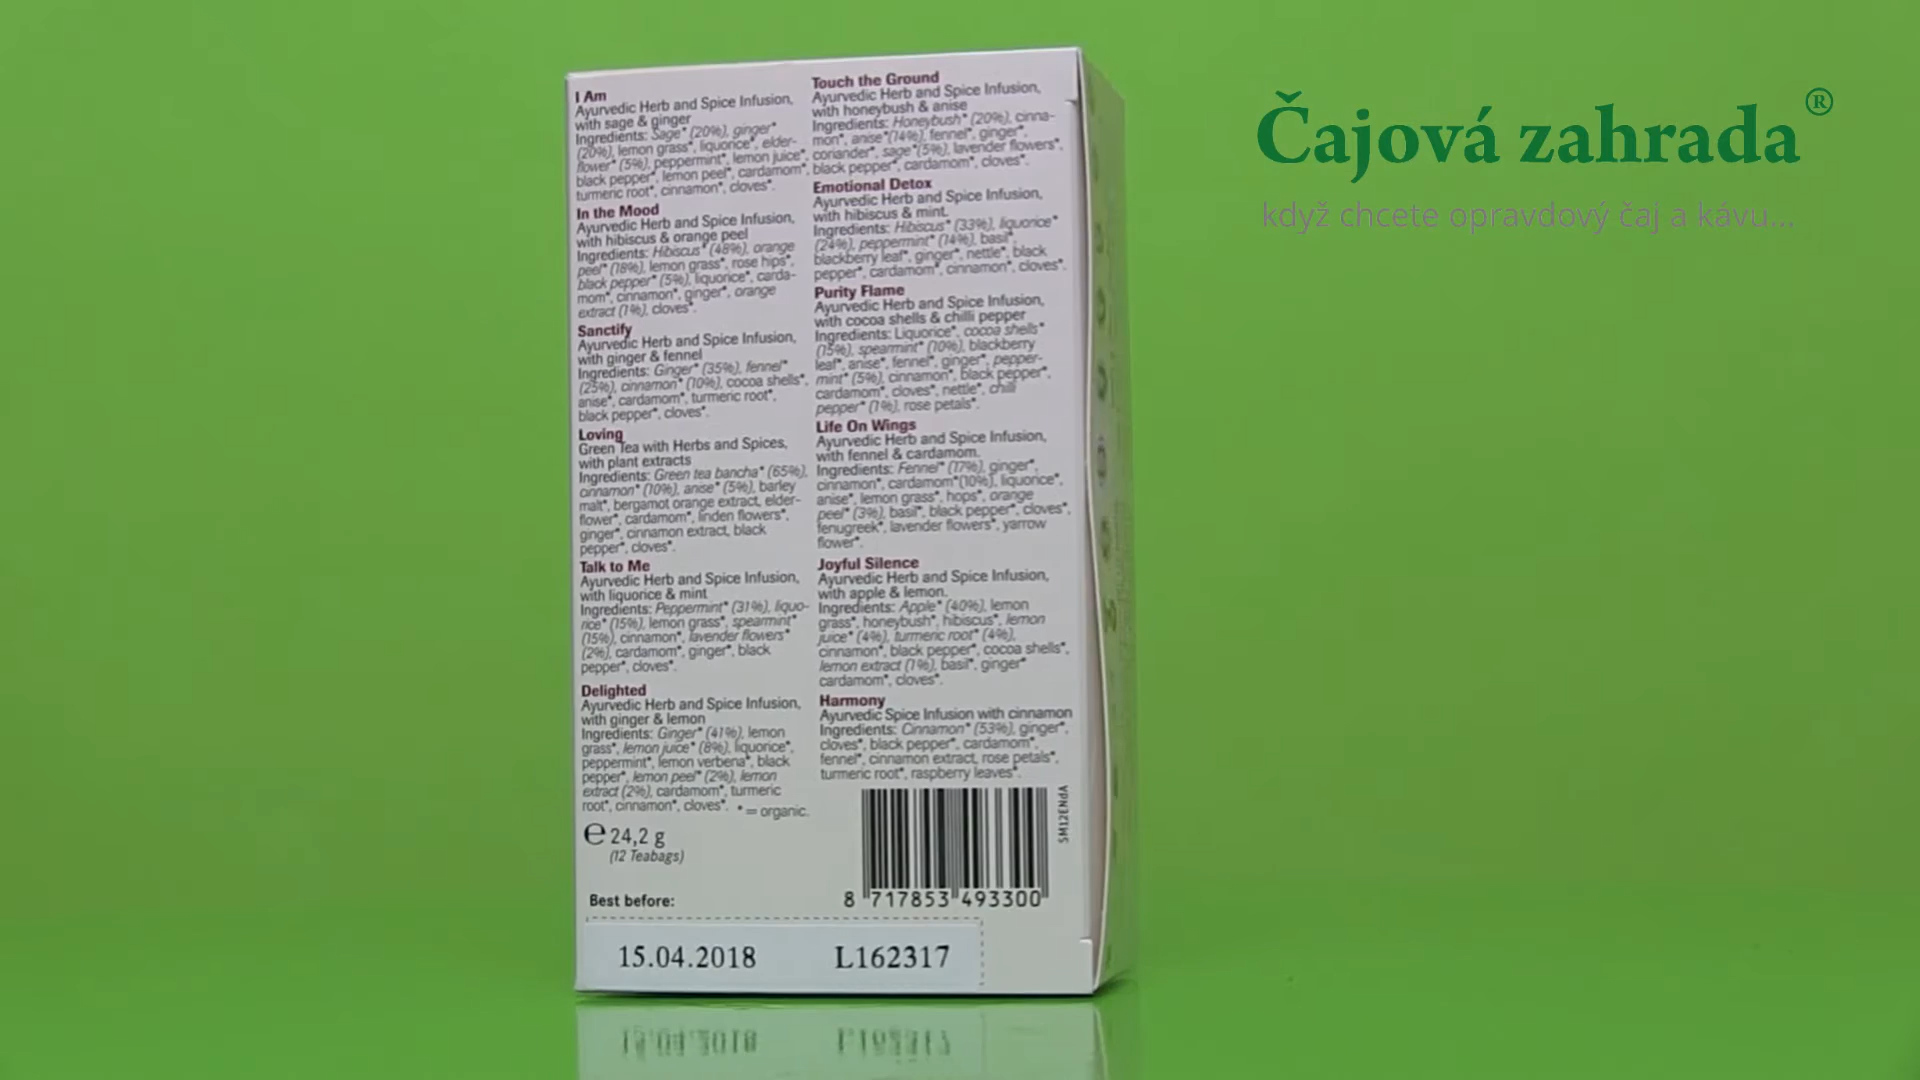 I Am
Ayurvedic Herb and Spice Infusion,
with sage & ginger
Ingredients: Sage* (20%), ginger*
(20%), lemon grass*, liquorice*, elder-
flower* (5%), peppermint*, lemon juice*,
black pepper*, lemon peel*, cardamom*,
turmeric root*, cinnamon*, cloves*.
In the Mood
Ayurvedic Herb and Spice Infusion,
with hibiscus & orange peel
Ingredients: Hibiscus* (48%), orange
peel* (18%), lemon grass*, rose hips*,
black pepper* (5%), liquorice*, carda-
mom*, cinnamon*, ginger*, orange
extract (1%), cloves*.
Sanctify
Ayurvedic Herb and Spice Infusion,
with ginger & fennel
Ingredients: Ginger* (35%), fennel*
(25%), cinnamon* (10%), cocoa shells*,
anise*, cardamom*, turmeric root*,
black pepper*, cloves*.
Loving
Green Tea with Herbs and Spices,
with plant extracts
Ingredients: Green tea bancha* (65%),
cinnamon* (10%), anise* (5%), barley
malt*, bergamot orange extract, elder-
flower*, cardamom*, linden flowers*,
ginger*, cinnamon extract, black
pepper*, cloves*.
Talk to Me
Ayurvedic Herb and Spice Infusion,
with liquorice & mint
Ingredients: Peppermint* (31%), liquo-
rice* (15%), lemon grass*, spearmint*
(15%), cinnamon*, lavender flowers*
(2%), cardamom*, ginger*, black
pepper*, cloves*.
Delighted
Ayurvedic Herb and Spice Infusion,
with ginger & lemon
Ingredients: Ginger* (41%), lemon
grass*, lemon juice* (8%), liquorice*,
peppermint*, lemon verbena*, black
pepper*, lemon peel* (2%), lemon
extract (2%), cardamom*, turmeric
root*, cinnamon*, cloves*. * = organic.
℮ 24,2 g
(12 Teabags)
Touch the Ground
Ayurvedic Herb and Spice Infusion,
with honeybush & anise
Ingredients: Honeybush* (20%), cinna-
mon*, anise*(14%), fennel*, ginger*,
coriander*, sage*(5%), lavender flowers*,
black pepper*, cardamom*, cloves*.
Emotional Detox
Ayurvedic Herb and Spice Infusion,
with hibiscus & mint.
Ingredients: Hibiscus* (33%), liquorice*
(24%), peppermint* (14%), basil*,
blackberry leaf*, ginger*, nettle*, black
pepper*, cardamom*, cinnamon*, cloves*.
Purity Flame
Ayurvedic Herb and Spice Infusion,
with cocoa shells & chilli pepper
Ingredients: Liquorice*, cocoa shells*
(15%), spearmint* (10%), blackberry
leaf*, anise*, fennel*, ginger*, pepper-
mint* (5%), cinnamon*, black pepper*,
cardamom*, cloves*, nettle*, chilli
pepper* (1%), rose petals*.
Life On Wings
Ayurvedic Herb and Spice Infusion,
with fennel & cardamom.
Ingredients: Fennel* (17%), ginger*,
cinnamon*, cardamom*(10%), liquorice*,
anise*, lemon grass*, hops*, orange
peel* (3%), basil*, black pepper*, cloves*,
fenugreek*, lavender flowers*, yarrow
flower*.
Joyful Silence
Ayurvedic Herb and Spice Infusion,
with apple & lemon.
Ingredients: Apple* (40%), lemon
grass*, honeybush*, hibiscus*, lemon
juice* (4%), turmeric root* (4%),
cinnamon*, black pepper*, cocoa shells*,
lemon extract (1%), basil*, ginger*
cardamom*, cloves*.
Harmony
Ayurvedic Spice Infusion with cinnamon
Ingredients: Cinnamon* (53%), ginger*,
cloves*, black pepper*, cardamom*,
fennel*, cinnamon extract, rose petals*,
turmeric root*, raspberry leaves*.
SM12ENdA
8 717853 493300
Best before:
15.04.2018 L162317
Čajová zahrada®
když chcete opravdový čaj a kávu...